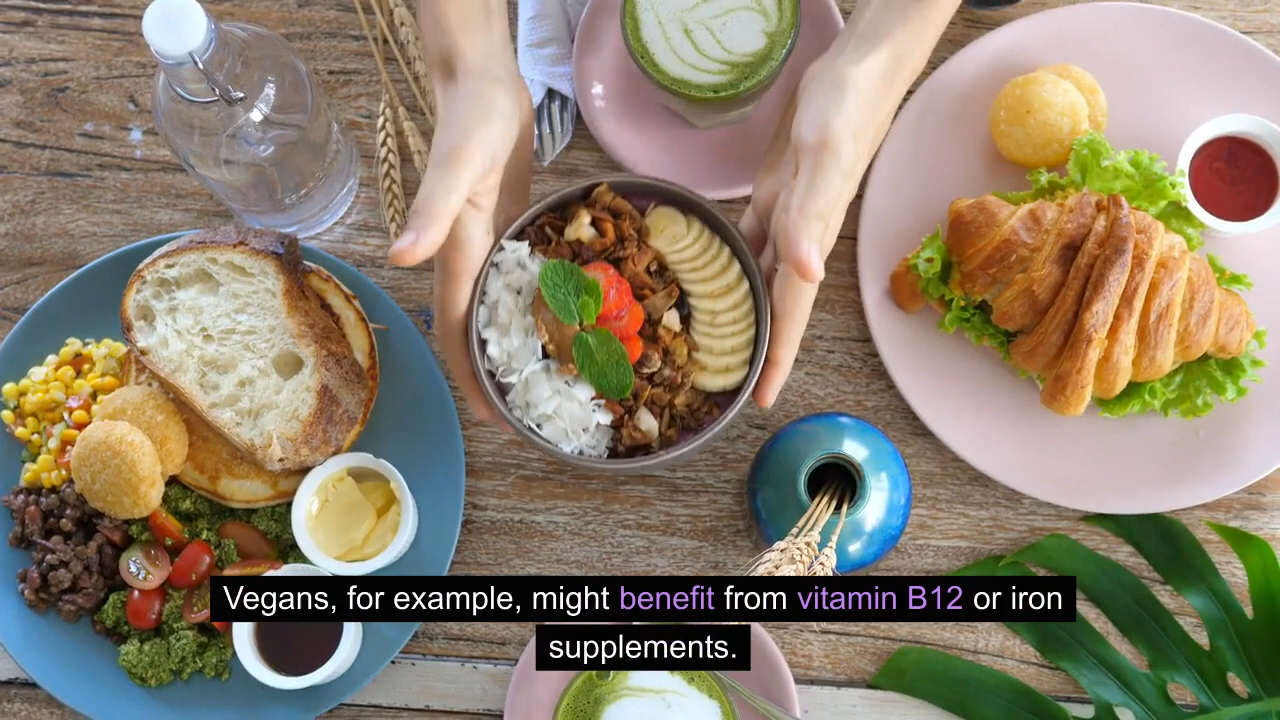 Vegans, for example, might benefit from vitamin B12 or iron
supplements.